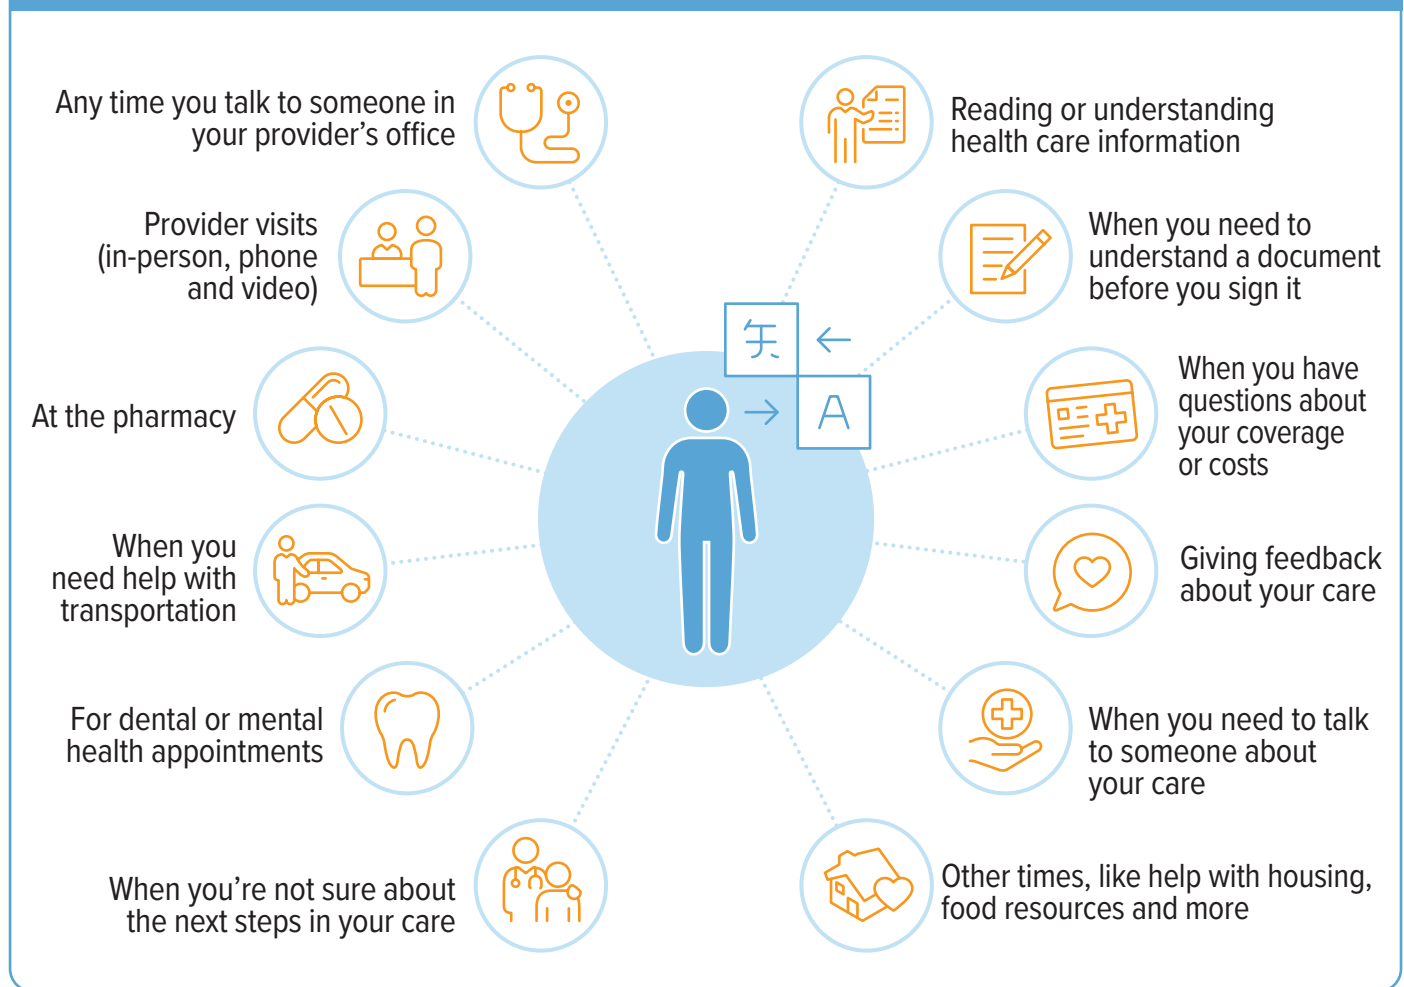 Any time you talk to someone in
your provider’s office
Provider visits
(in-person, phone
and video)
At the pharmacy
When you
need help with
transportation
For dental or mental
health appointments
When you’re not sure about
the next steps in your care
A
Reading or understanding
health care information
When you need to
understand a document
before you sign it
When you have
questions about
your coverage
or costs
Giving feedback
about your care
When you need to talk
to someone about
your care
Other times, like help with housing,
food resources and more